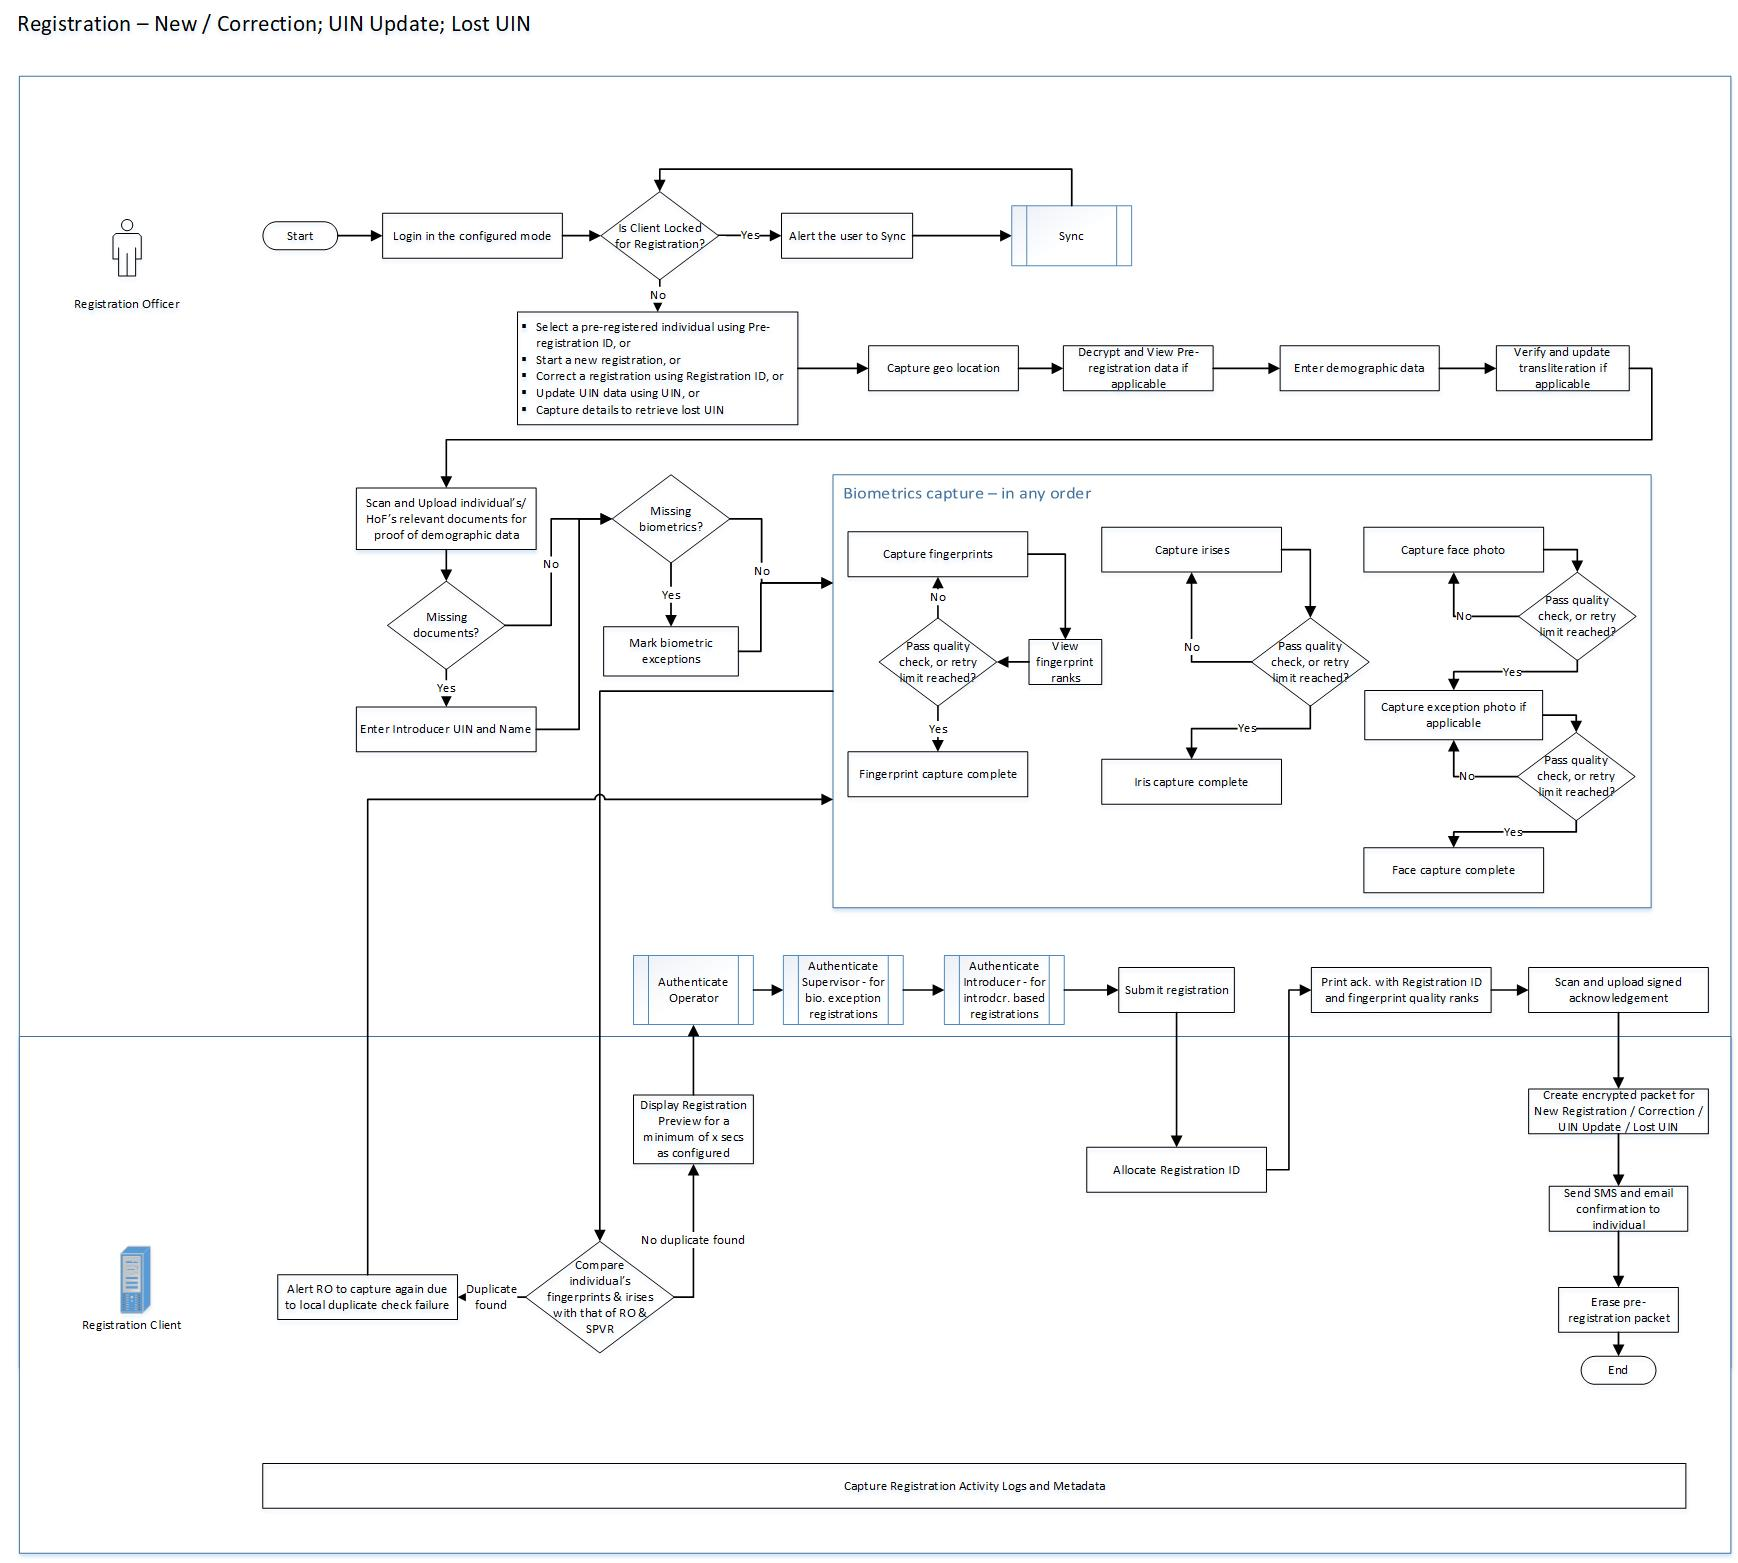 Registration – New / Correction; UIN Update; Lost UIN
Registration Officer
Start
Login in the configured mode
Is Client Locked
for Registration?
Yes
Alert the user to Sync
Sync
No
Select a pre-registered individual using Pre-
registration ID, or
Start a new registration, or
Correct a registration using Registration ID, or
Update UIN data using UIN, or
Capture details to retrieve lost UIN
Capture geo location
Decrypt and View Pre-
registration data if
applicable
Enter demographic data
Verify and update
transliteration if
applicable
Scan and Upload individual's/
HoF's relevant documents for
proof of demographic data
Missing
documents?
No
Yes
Enter Introducer UIN and Name
Missing
biometrics?
No
Yes
Mark biometric
exceptions
Biometrics capture – in any order
Capture fingerprints
No
Pass quality
check, or retry
limit reached?
View
fingerprint
ranks
Yes
Fingerprint capture complete
Capture irises
No
Pass quality
check, or retry
limit reached?
Yes
Iris capture complete
Capture face photo
Pass quality
check, or retry
limit reached?
No
Yes
Capture exception photo if
applicable
Pass quality
check, or retry
limit reached?
No
Yes
Face capture complete
Authenticate
Operator
Authenticate
Supervisor - for
bio. exception
registrations
Authenticate
Introducer - for
introdcr. based
registrations
Submit registration
Print ack. with Registration ID
and fingerprint quality ranks
Scan and upload signed
acknowledgement
Registration Client
Alert RO to capture again due
to local duplicate check failure
Duplicate
found
Compare
individual's
fingerprints & irises
with that of RO &
SPVR
No duplicate found
Display Registration
Preview for a
minimum of x secs
as configured
Allocate Registration ID
Create encrypted packet for
New Registration / Correction /
UIN Update / Lost UIN
Send SMS and email
confirmation to
individual
Erase pre-
registration packet
End
Capture Registration Activity Logs and Metadata